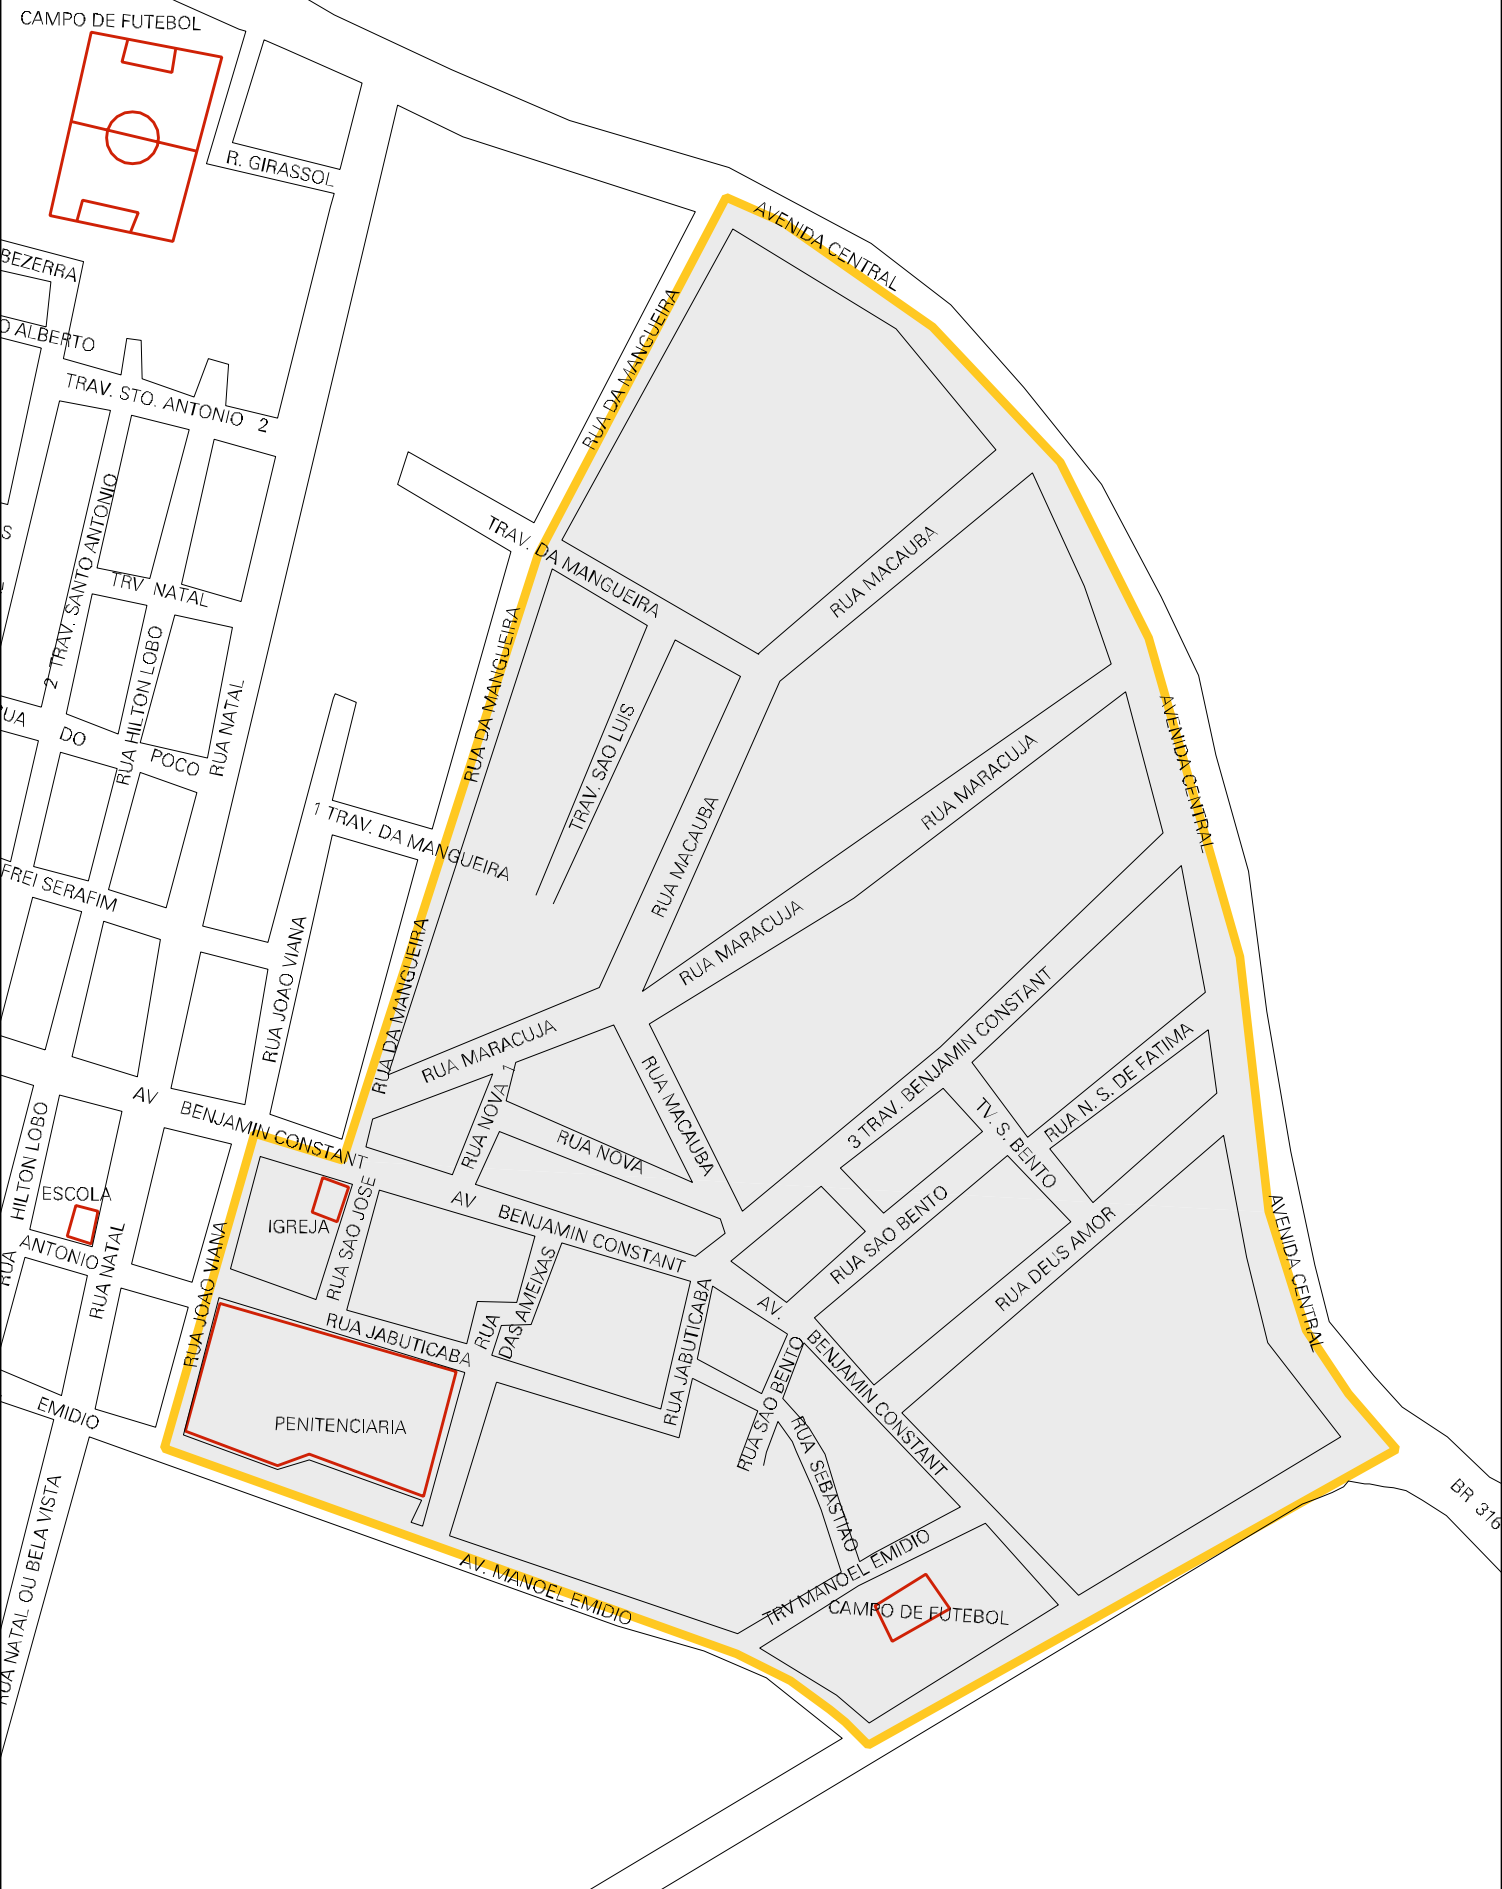 CAMPO DE FUTEBOL
R. GIRASSOL
AVENIDA CENTRAL
BEZERRA
O ALBERTO
TRAV. STO. ANTONIO 2
RUA DA MANGUEIRA
TRAV. DA MANGUEIRA
RUA MACAUBA
2 TRAV. SANTO ANTONIO
TRV NATAL
S
RUA HILTON LOBO
RUA NATAL
RUA DA MANGUEIRA
TRAV. SAO LUIS
RUA
DO
POCO
AVENIDA CENTRAL
RUA MARACUJA
1 TRAV. DA MANGUEIRA
RUA MACAUBA
FREI SERAFIM
RUA MARACUJA
RUA JOAO VIANA
RUA DA MANGUEIRA
RUA MARACUJA
3 TRAV. BENJAMIN CONSTANT
AV BENJAMIN CONSTANT
RUA NOVA 1
RUA NOVA
RUA MACAUBA
TV. S. BENTO
RUA N. S. DE FATIMA
HILTON LOBO
ESCOLA
ANTONIO
RUA
RUA NATAL
RUA JOAO VIANA
IGREJA
RUA SAO JOSE
AV BENJAMIN CONSTANT
RUA SAO BENTO
RUA DEUS AMOR
AVENIDA CENTRAL
RUA
DAS AMEIXAS
RUA JABUTICABA
RUA JABUTICABA
AV. BENJAMIN CONSTANT
RUA SAO BENTO
RUA SEBASTIAO
PENITENCIARIA
EMIDIO
RUA NATAL OU BELA VISTA
AV. MANOEL EMIDIO
TRV MANOEL EMIDIO
CAMPO DE FUTEBOL
BR 316